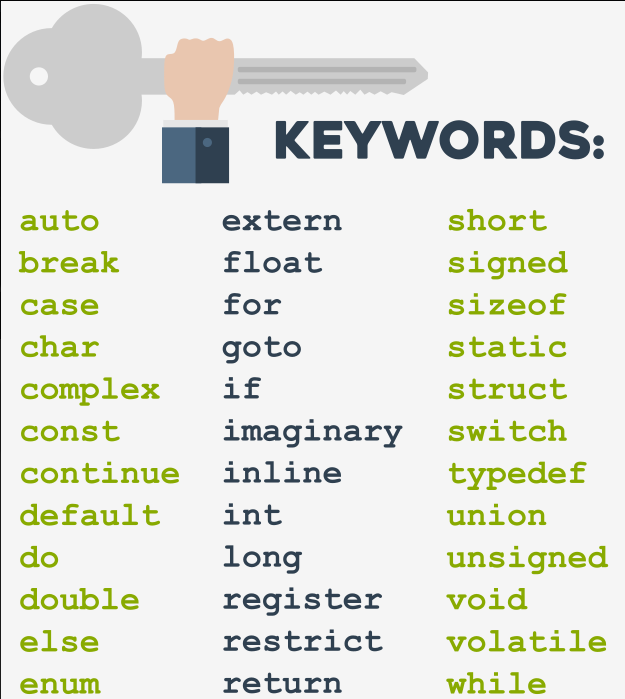 KEYWORDS:
auto extern short
break float signed
case for sizeof
char goto static
complex if struct
const imaginary switch
continue inline typedef
default int union
do long unsigned
double register void
else restrict volatile
enum return while